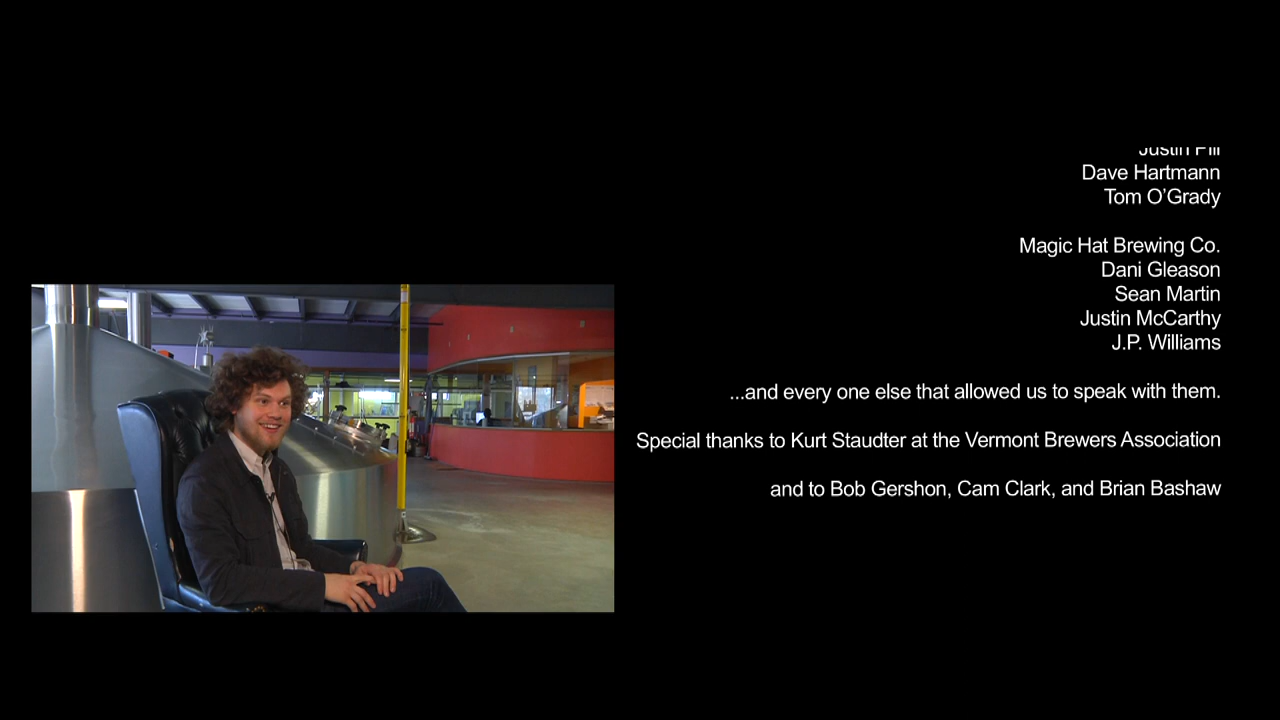 Justin
Dave Hartmann
Tom O'Grady
Magic Hat Brewing Co.
Dani Gleason
Sean Martin
Justin McCarthy
J.P. Williams
...and every one else that allowed us to speak with them.
Special thanks to Kurt Staudter at the Vermont Brewers Association
and to Bob Gershon, Cam Clark, and Brian Bashaw